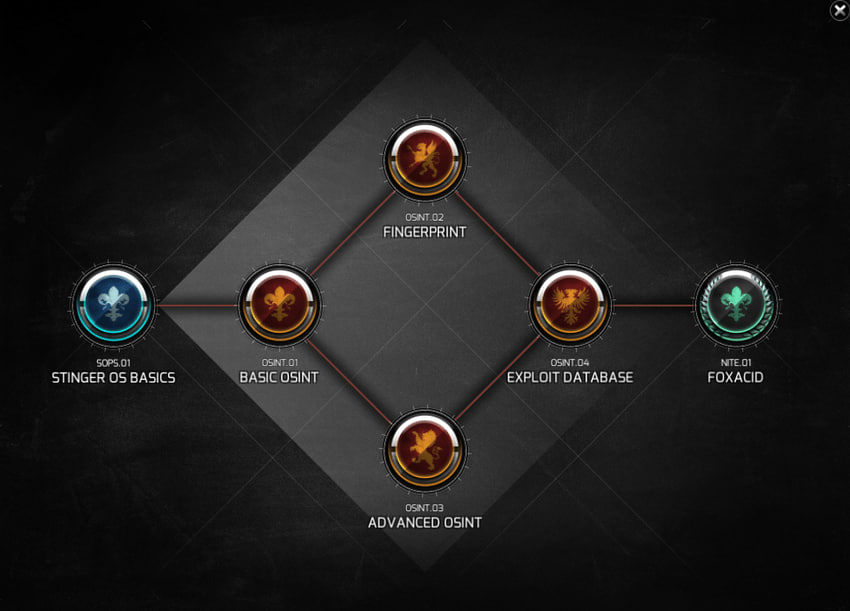 OSINT.02
FINGERPRINT
SOPS.01
STINGER OS BASICS
OSINT.01
BASIC OSINT
OSINT.04
EXPLOIT DATABASE
NITE.01
FOXACID
OSINT.03
ADVANCED OSINT